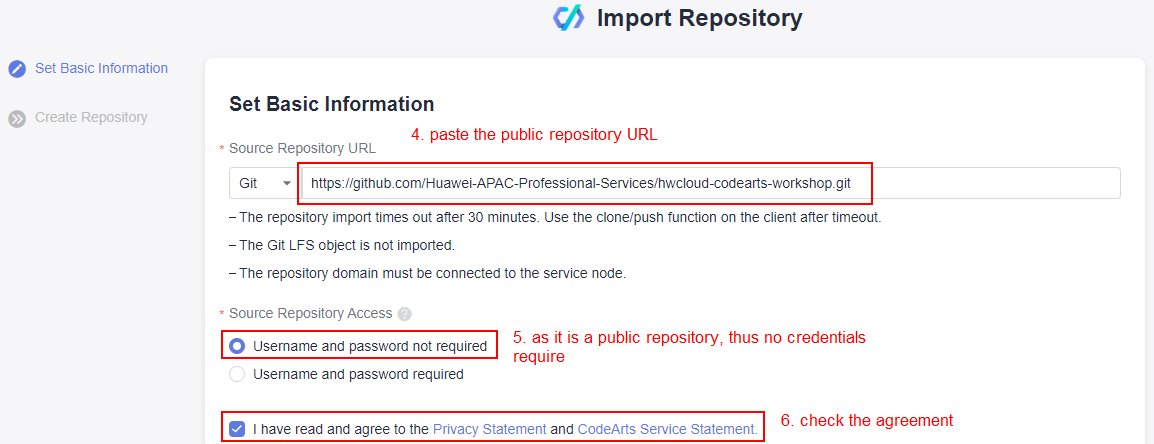 Import Repository
Set Basic Information
Create Repository
Set Basic Information
4. paste the public repository URL
* Source Repository URL
Git
https://github.com/Huawei-APAC-Professional-Services/hwcloud-codearts-workshop.git
– The repository import times out after 30 minutes. Use the clone/push function on the client after timeout.
– The Git LFS object is not imported.
– The repository domain must be connected to the service node.
* Source Repository Access ?
Username and password not required
5. as it is a public repository, thus no credentials
require
Username and password required
6. check the agreement
I have read and agree to the Privacy Statement and CodeArts Service Statement.